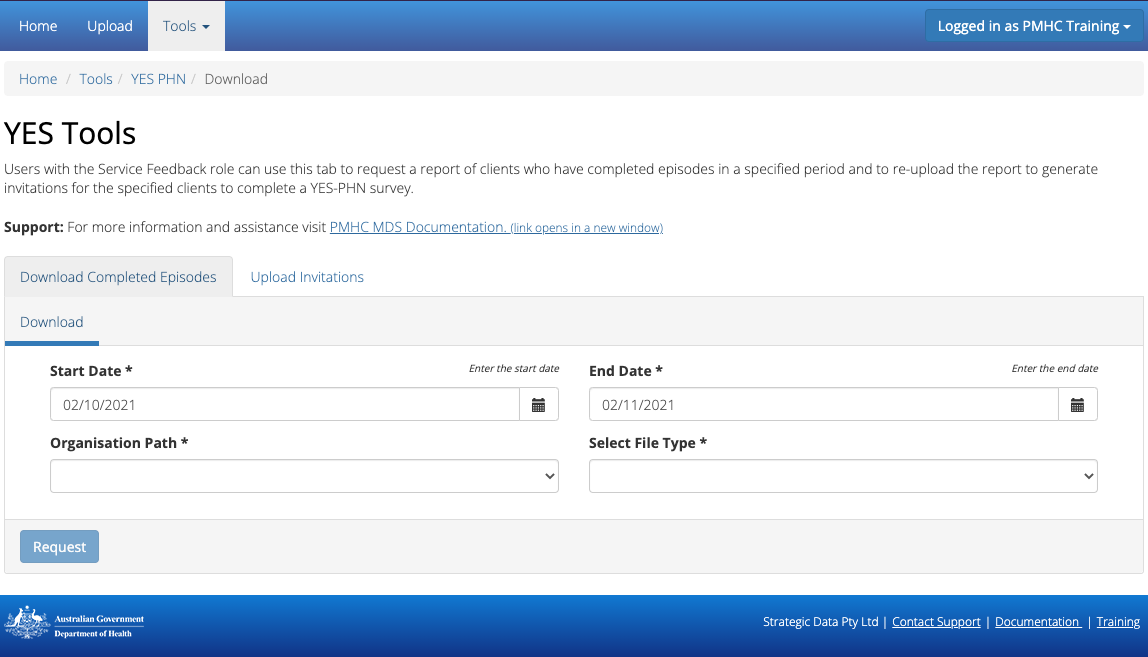 Home Upload Tools Logged in as PMHC Training
Home / Tools / YES PHN / Download
YES Tools
Users with the Service Feedback role can use this tab to request a report of clients who have completed episodes in a specified period and to re-upload the report to generate
invitations for the specified clients to complete a YES-PHN survey.
Support: For more information and assistance visit PMHC MDS Documentation. (link opens in a new window)
Download Completed Episodes Upload Invitations
Download
Start Date * Enter the start date End Date * Enter the end date
02/10/2021 02/11/2021
Organisation Path * Select File Type *
Request
Australian Government
Department of Health
Strategic Data Pty Ltd | Contact Support | Documentation | Training